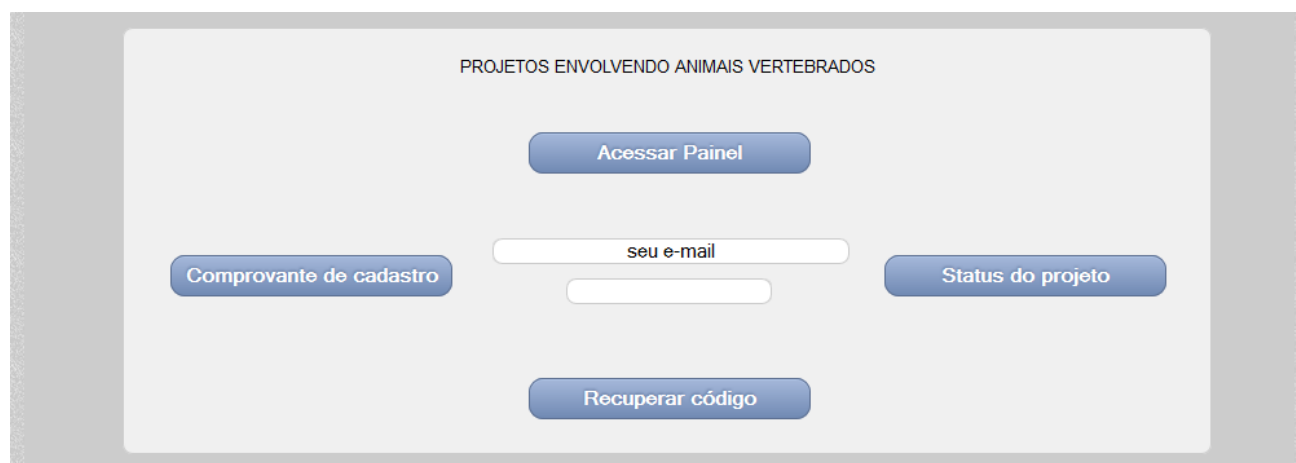 PROJETOS ENVOLVENDO ANIMAIS VERTEBRADOS
Acessar Painel
seu e-mail
Comprovante de cadastro
Status do projeto
Recuperar código